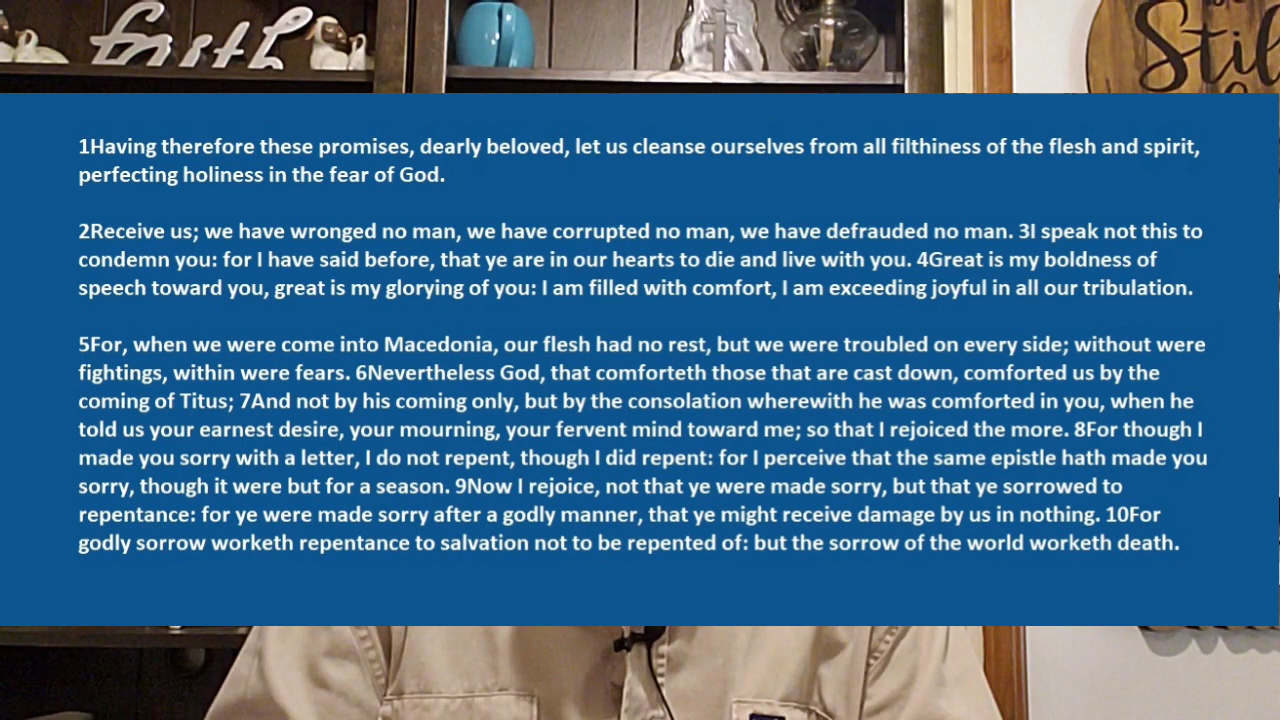 faith
Stil
1Having therefore these promises, dearly beloved, let us cleanse ourselves from all filthiness of the flesh and spirit,
perfecting holiness in the fear of God.
2Receive us; we have wronged no man, we have corrupted no man, we have defrauded no man. 3I speak not this to
condemn you: for I have said before, that ye are in our hearts to die and live with you. 4Great is my boldness of
speech toward you, great is my glorying of you: I am filled with comfort, I am exceeding joyful in all our tribulation.
5For, when we were come into Macedonia, our flesh had no rest, but we were troubled on every side; without were
fightings, within were fears. 6Nevertheless God, that comforteth those that are cast down, comforted us by the
coming of Titus; 7And not by his coming only, but by the consolation wherewith he was comforted in you, when he
told us your earnest desire, your mourning, your fervent mind toward me; so that I rejoiced the more. 8For though I
made you sorry with a letter, I do not repent, though I did repent: for I perceive that the same epistle hath made you
sorry, though it were but for a season. 9Now I rejoice, not that ye were made sorry, but that ye sorrowed to
repentance: for ye were made sorry after a godly manner, that ye might receive damage by us in nothing. 10For
godly sorrow worketh repentance to salvation not to be repented of: but the sorrow of the world worketh death.